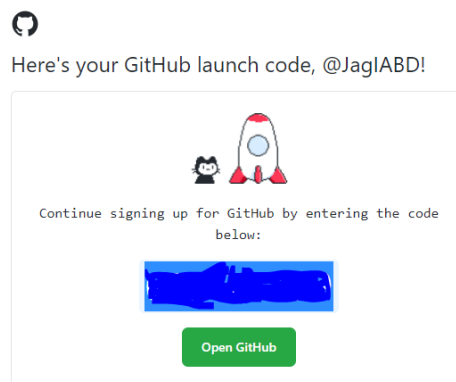 Here's your GitHub launch code, @JagIABD!
Continue signing up for GitHub by entering the code
below:
Open GitHub